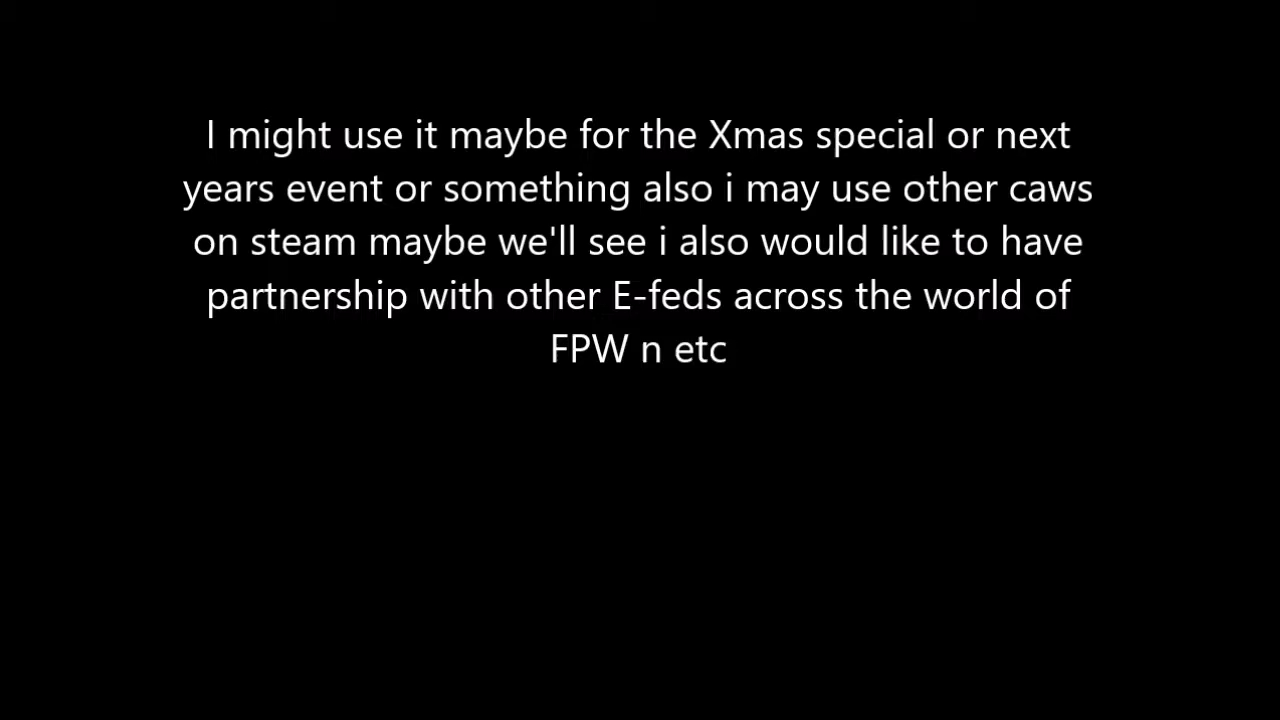 I might use it maybe for the Xmas special or next
years event or something also i may use other caws
on steam maybe we'll see i also would like to have
partnership with other E-feds across the world of
FPW n etc